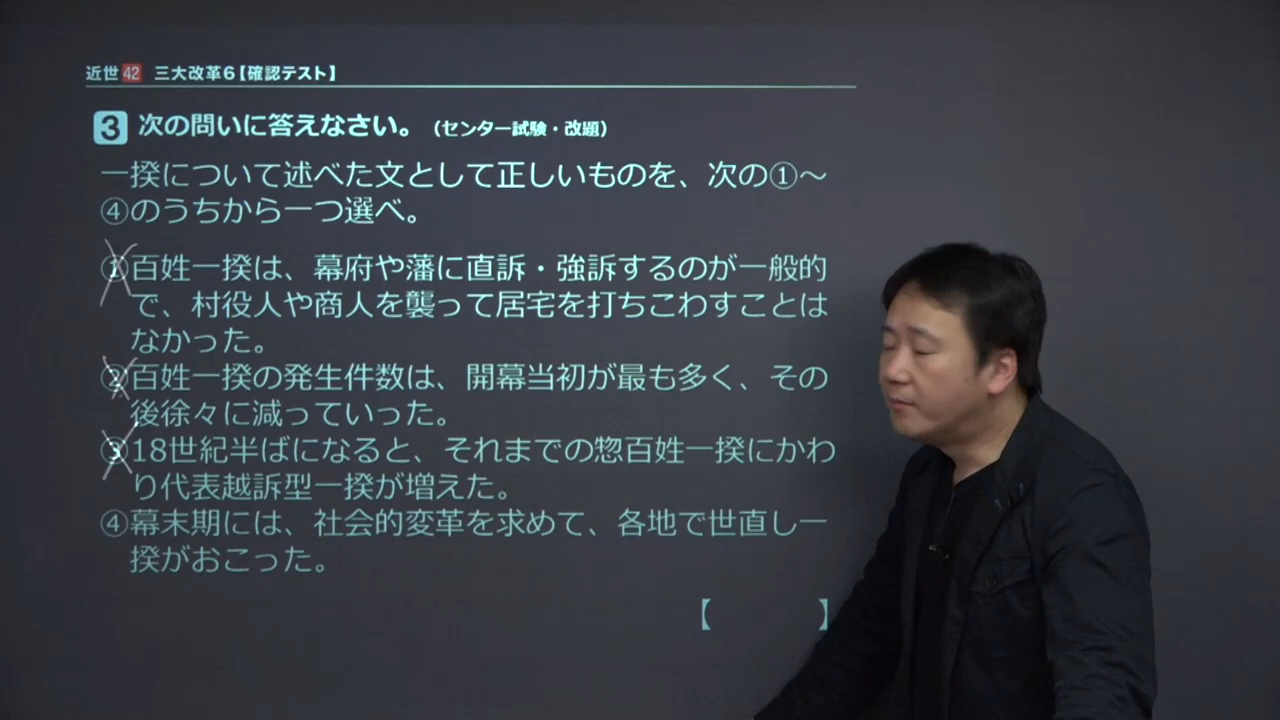 近世42 三大改革6【確認テスト】
3 次の問いに答えなさい。(センター試験・改題)
一揆について述べた文として正しいものを、次の①～
④のうちから一つ選べ。
①百姓一揆は、幕府や藩に直訴・強訴するのが一般的
で、村役人や商人を襲って居宅を打ちこわすことは
なかった。
②百姓一揆の発生件数は、開幕当初が最も多く、その
後徐々に減っていった。
③18世紀半ばになると、それまでの惣百姓一揆にかわ
り代表越訴型一揆が増えた。
④幕末期には、社会的変革を求めて、各地で世直し一
揆がおこった。
【 】